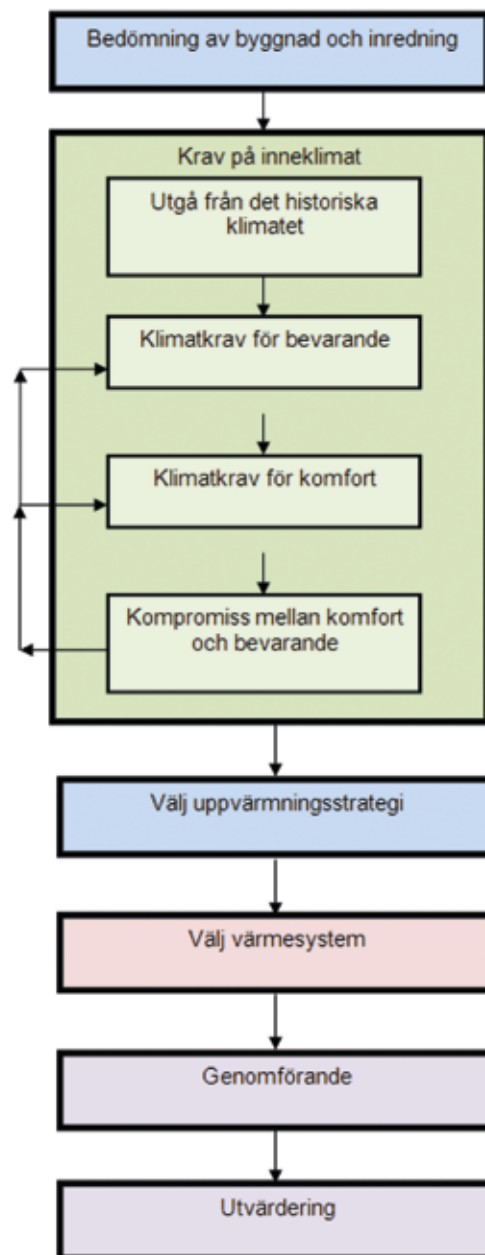 Bedömning av byggnad och inredning
Krav på inneklimat
Utgå från det historiska
klimatet
Klimatkrav för bevarande
Klimatkrav för komfort
Kompromiss mellan komfort
och bevarande
Välj uppvärmningsstrategi
Välj värmesystem
Genomförande
Utvärdering